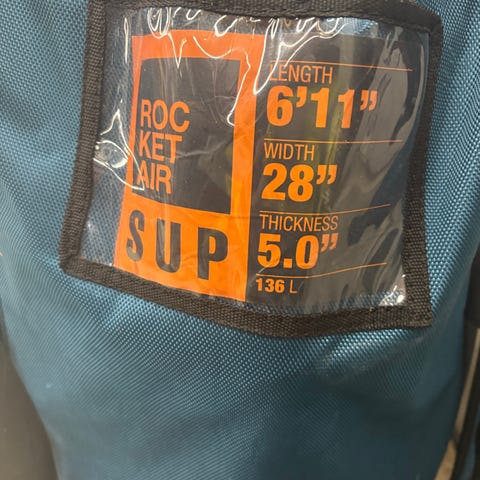 ROC
KET
AIR
SUP
LENGTH
6'11"
WIDTH
28"
THICKNESS
5.0"
136 L